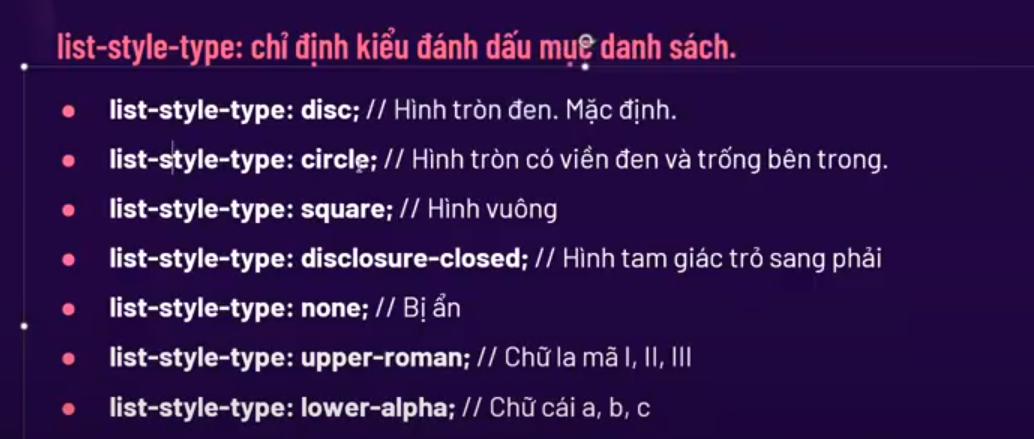 list-style-type: chỉ định kiểu đánh dấu mục danh sách.
list-style-type: disc; // Hình tròn đen. Mặc định.
list-style-type: circle; // Hình tròn có viền đen và trống bên trong.
list-style-type: square; // Hình vuông
list-style-type: disclosure-closed; // Hình tam giác trỏ sang phải
list-style-type: none; // Bị ẩn
list-style-type: upper-roman; // Chữ la mã I, II, III
list-style-type: lower-alpha; // Chữ cái a, b, c